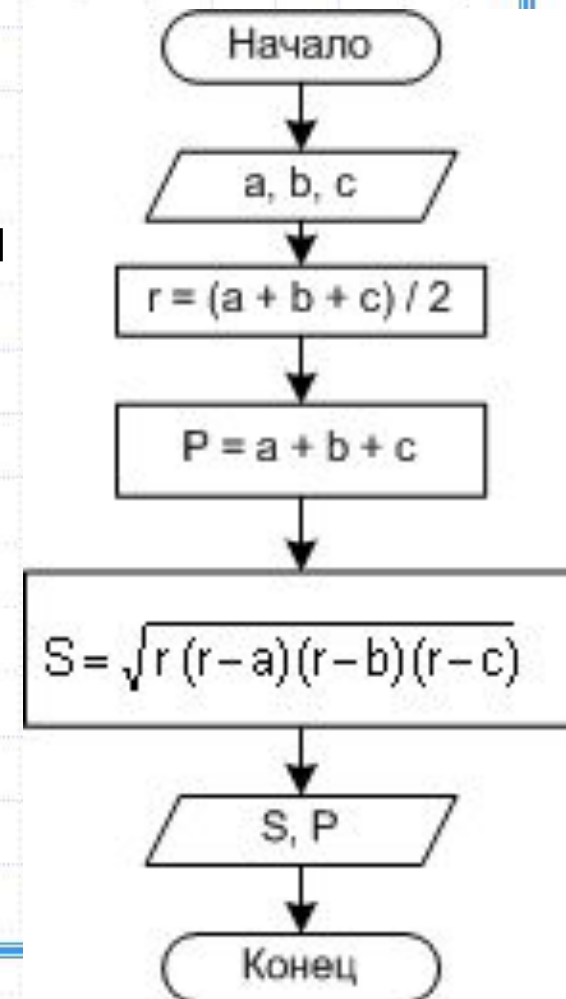 Начало
a, b, c
r = (a + b + c) / 2
P = a + b + c
S = √r (r – a) (r – b) (r – c)
S, P
Конец